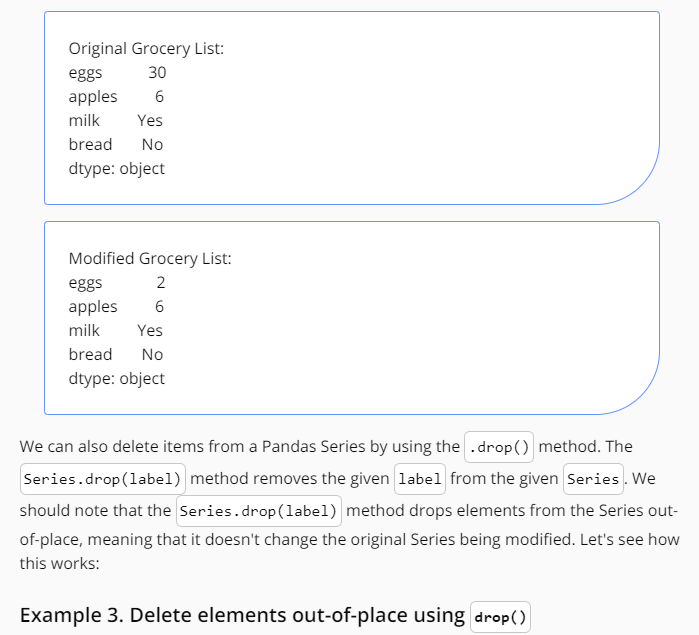 Original Grocery List:
eggs 30
apples 6
milk Yes
bread No
dtype: object
Modified Grocery List:
eggs 2
apples 6
milk Yes
bread No
dtype: object
We can also delete items from a Pandas Series by using the .drop() method. The
Series.drop(label) method removes the given label from the given Series. We
should note that the Series.drop(label) method drops elements from the Series out-
of-place, meaning that it doesn't change the original Series being modified. Let's see how
this works:
Example 3. Delete elements out-of-place using drop()